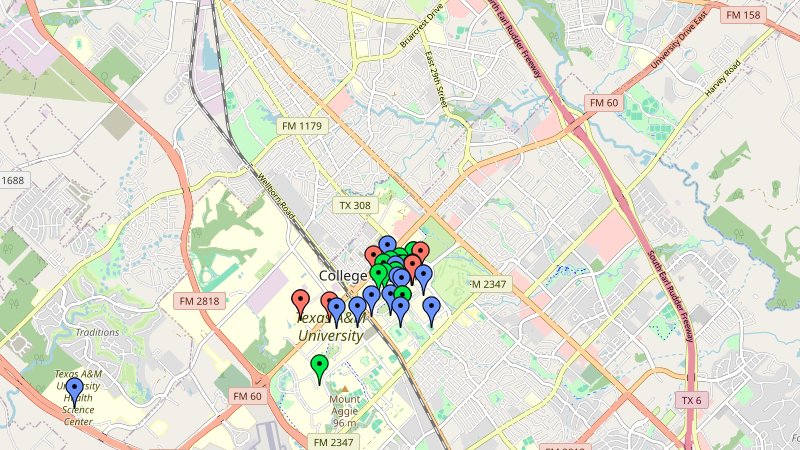 FM 158
North Earl Rudder Freeway
Briarcrest Drive
University Drive East
East 29th Street
Harvey Road
FM 60
FM 1179
1688
Wellborn Road
TX 308
College
FM 2347
South Earl Rudder Freeway
FM 2818
Texas A&M
University
Traditions
Texas A&M
University
Health
Science
Center
FM 60
Mount
Aggie
96 m
TX 6
FM 2347